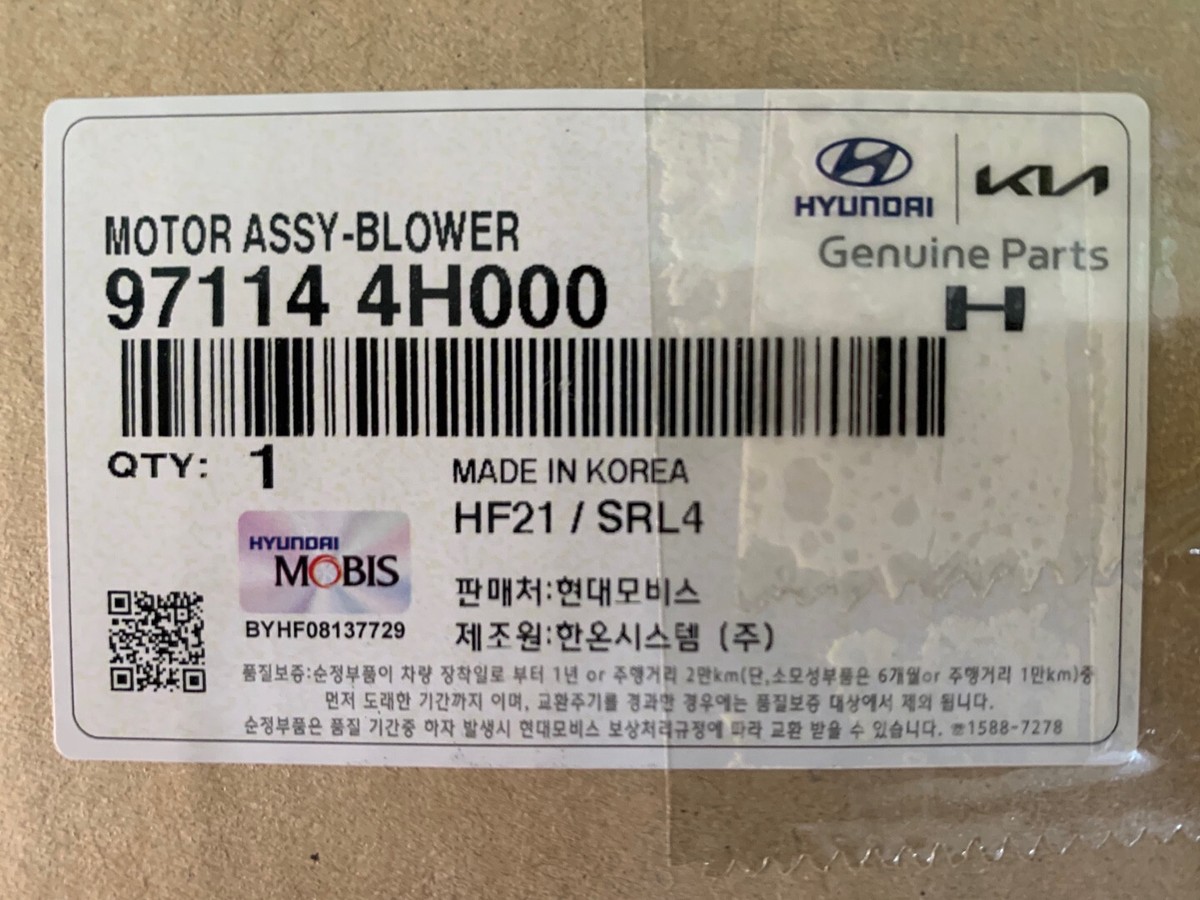 HYUNDAI
KIA
Genuine Parts
H
MOTOR ASSY-BLOWER
97114 4H000
QTY: 1
MADE IN KOREA
HF21 / SRL4
HYUNDAI
MOBIS
BYHF08137729
판매처:현대모비스
제조원:한온시스템 (주)
품질보증:순정부품이 차량 장착일로 부터 1년 or 주행거리 2만km(단,소모성부품은 6개월or 주행거리 1만km)중
먼저 도래한 기간까지 이며, 교환주기를 경과한 경우에는 품질보증 대상에서 제외 됩니다.
순정부품은 품질 기간중 하자 발생시 현대모비스 보상처리규정에 따라 교환 받을 수 있습니다. ☏1588-7278